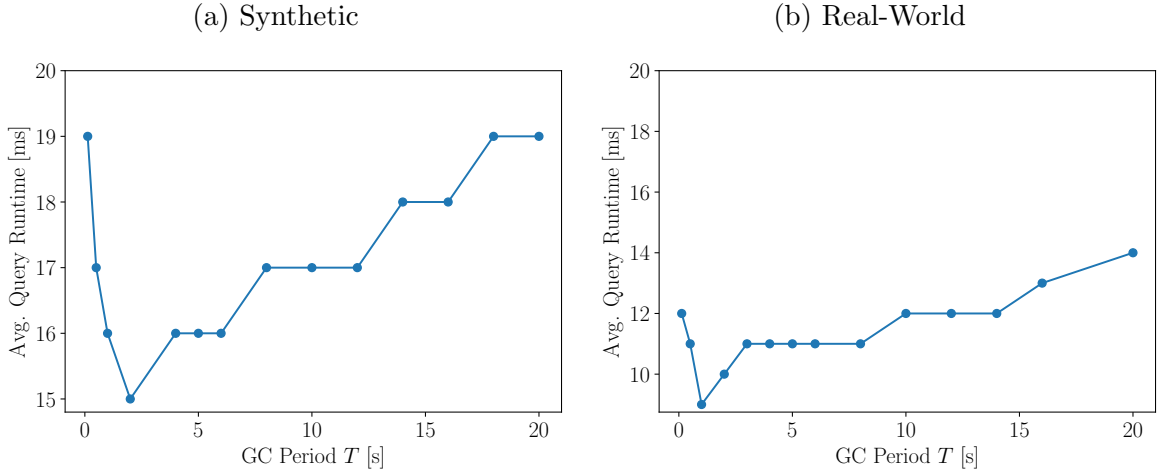 (a) Synthetic
20
19
18
17
16
15
Avg. Query Runtime [ms]
0 5 10 15 20
GC Period T [s]
(b) Real-World
20
18
16
14
12
10
Avg. Query Runtime [ms]
0 5 10 15 20
GC Period T [s]